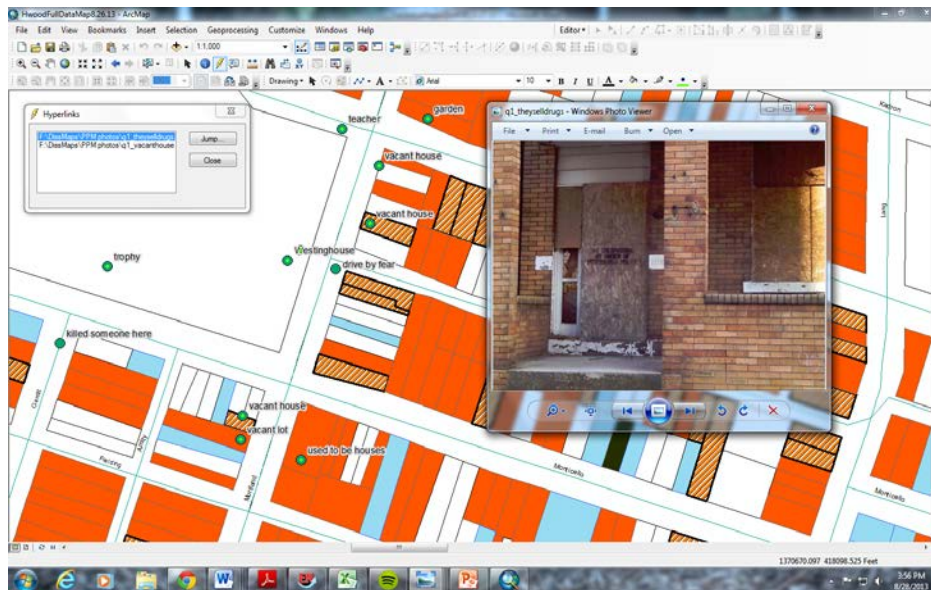 HwoodFullDataMap8.26.13 - ArcMap
File Edit View Bookmarks Insert Selection Geoprocessing Customize Windows Help
Editor
1:1,000
Drawing
Arial
10
B I U A
Hyperlinks
F:\DissMaps\PPM photos\q1_theyselldrugs
F:\DissMaps\PPM photos\q1_vacanthouse
Jump...
Close
q1_theyselldrugs - Windows Photo Viewer
File Print E-mail Burn Open
teacher
garden
vacant house
vacant house
Westinghouse
drive by fear
trophy
killed someone here
vacant house
vacant lot
used to be houses
Lang
Monticello
Monticello
1370670.097 418098.525 Feet
3:56 PM
8/28/2013